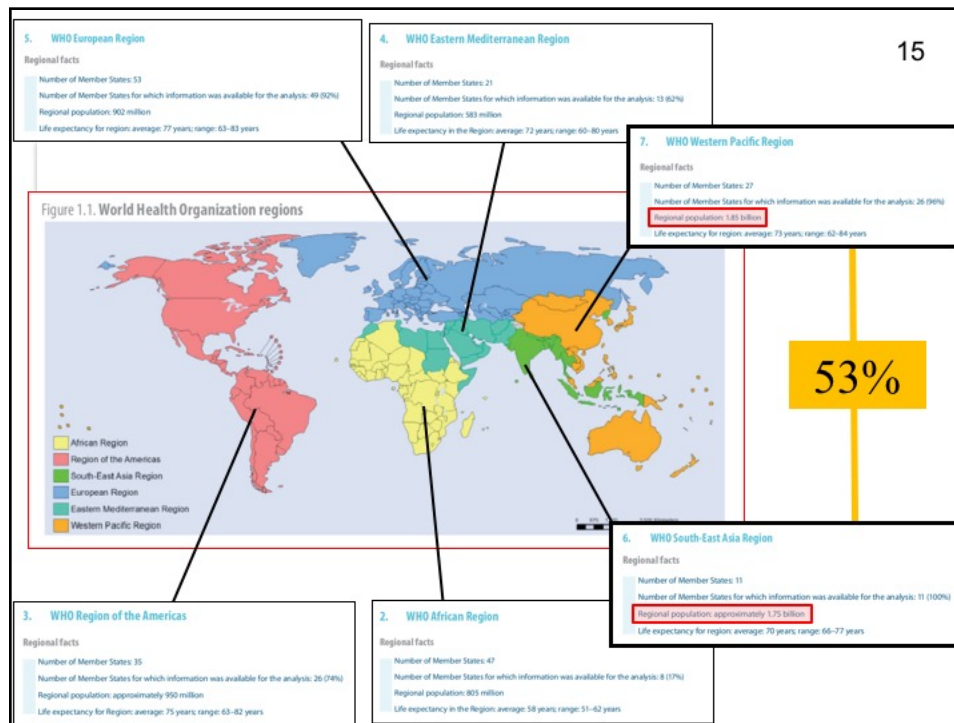 5. WHO European Region
Regional facts
Number of Member States: 53
Number of Member States for which information was available for the analysis: 49 (92%)
Regional population: 902 million
Life expectancy for region: average: 77 years; range: 63–83 years
4. WHO Eastern Mediterranean Region
Regional facts
Number of Member States: 21
Number of Member States for which information was available for the analysis: 13 (62%)
Regional population: 583 million
Life expectancy in the Region: average: 72 years; range: 60–80 years
15
7. WHO Western Pacific Region
Regional facts
Number of Member States: 27
Number of Member States for which information was available for the analysis: 26 (96%)
Regional population: 1.85 billion
Life expectancy for region: average: 73 years; range: 62–84 years
Figure 1.1. World Health Organization regions
African Region
Region of the Americas
South-East Asia Region
European Region
Eastern Mediterranean Region
Western Pacific Region
53%
6. WHO South-East Asia Region
Regional facts
Number of Member States: 11
Number of Member States for which information was available for the analysis: 11 (100%)
Regional population: approximately 1.75 billion
Life expectancy for region: average: 70 years; range: 66–77 years
3. WHO Region of the Americas
Regional facts
Number of Member States: 35
Number of Member States for which information was available for the analysis: 26 (74%)
Regional population: approximately 950 million
Life expectancy for Region: average: 75 years; range: 63–82 years
2. WHO African Region
Regional facts
Number of Member States: 47
Number of Member States for which information was available for the analysis: 8 (17%)
Regional population: 805 million
Life expectancy in the Region: average: 58 years; range: 51–62 years